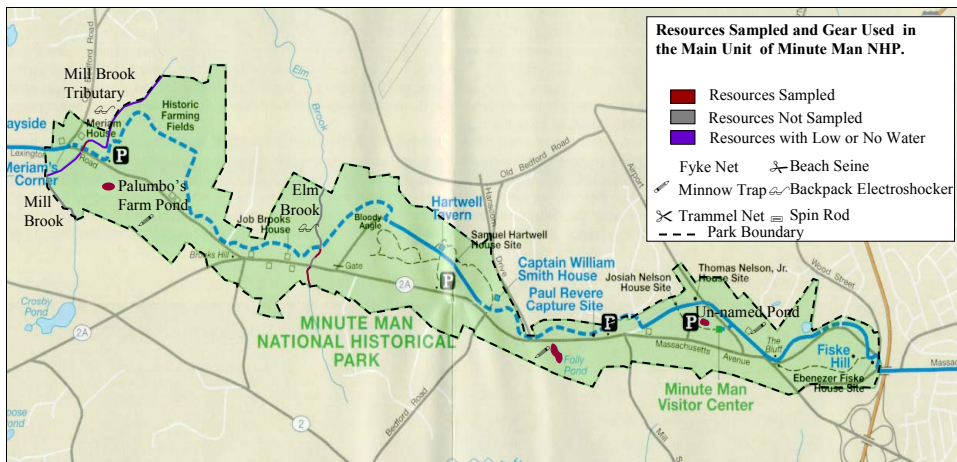 Resources Sampled and Gear Used in
the Main Unit of Minute Man NHP.
Resources Sampled
Resources Not Sampled
Resources with Low or No Water
Fyke Net
Beach Seine
Minnow Trap
Backpack Electroshocker
Trammel Net
Spin Rod
Park Boundary
Bedford Road
Elm
Brook
Mill Brook
Tributary
Historic
Farming
Fields
Meriam
House
ayside
Lexington
Road
P
Meriam's
Corner
Mill
Brook
Palumbo's
Farm Pond
Elm
Brook
Job Brooks
House
Brooks Hill
Bloody
Angle
Gate
2A
P
Hartwell
Tavern
Samuel Hartwell
House Site
Hanscom
Drive
Old Bedford Road
Airport
Captain William
Smith House
Paul Revere
Capture Site
Josiah Nelson
House Site
Thomas Nelson, Jr.
House Site
Wood Street
P
P
Un-named Pond
The
Bluff
Fiske
Hill
Massachusetts
Avenue
Massac
Ebenezer Fiske
House Site
Minute Man
Visitor Center
Folly
Pond
MINUTE MAN
NATIONAL HISTORICAL
PARK
Crosby
Pond
2A
2
Bedford Road
Mill S
oose
ond